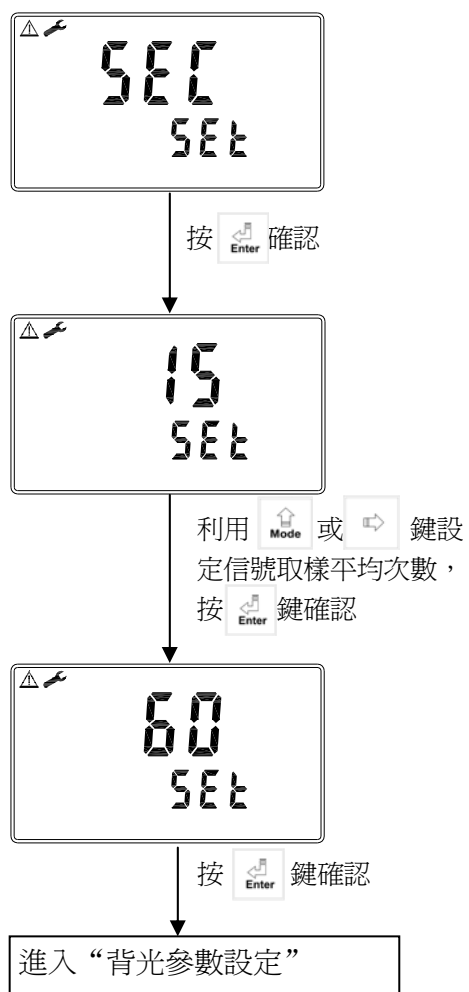 SEC
SEt
按 Enter 確認
15
SEt
利用 Mode 或 鍵設
定信號取樣平均次數，
按 Enter 鍵確認
60
SEt
按 Enter 鍵確認
進入“背光參數設定”